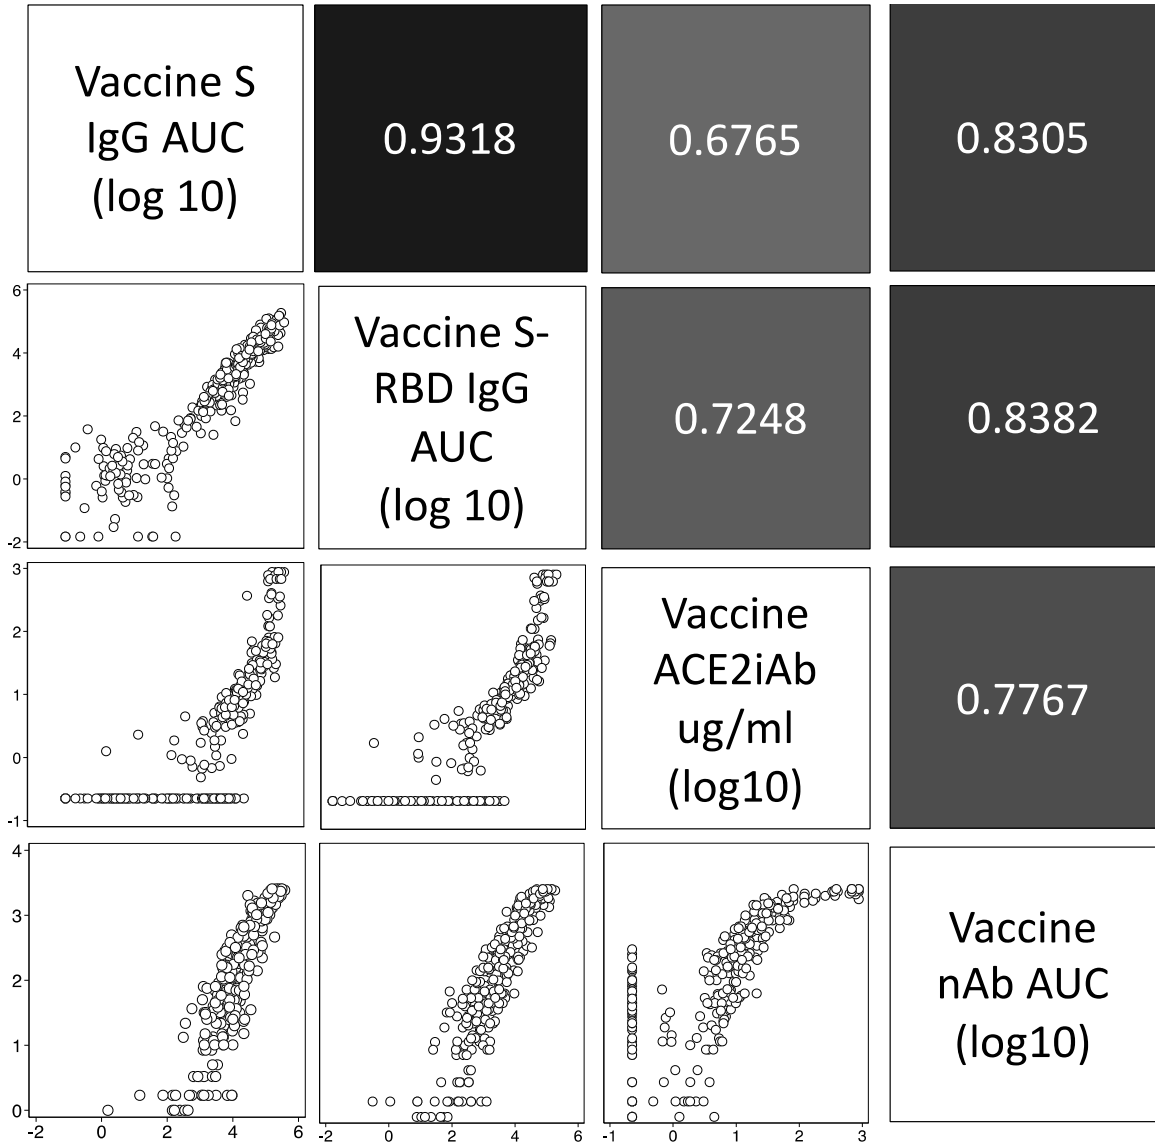 Vaccine S
IgG AUC
(log 10)
0.9318
0.6765
0.8305
6
4
2
0
-2
Vaccine S-
RBD IgG
AUC
(log 10)
0.7248
0.8382
3
2
1
0
-1
Vaccine
ACE2iAb
ug/ml
(log10)
0.7767
4
3
2
1
0
-2 0 2 4 6
-2 0 2 4 6
-1 0 1 2 3
Vaccine
nAb AUC
(log10)